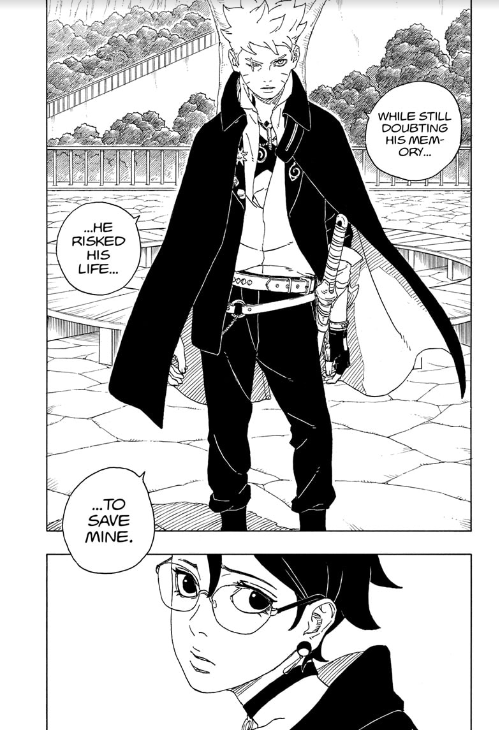 WHILE STILL
DOUBTING
HIS MEM-
ORY...
...HE
RISKED
HIS
LIFE...
...TO
SAVE
MINE.